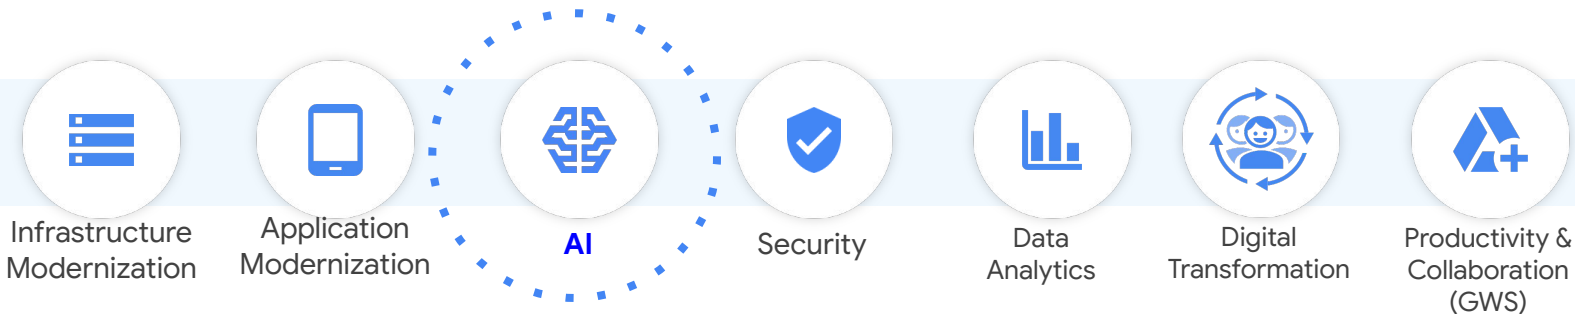 Infrastructure
Modernization
Application
Modernization
AI
Security
Data
Analytics
Digital
Transformation
Productivity &
Collaboration
(GWS)